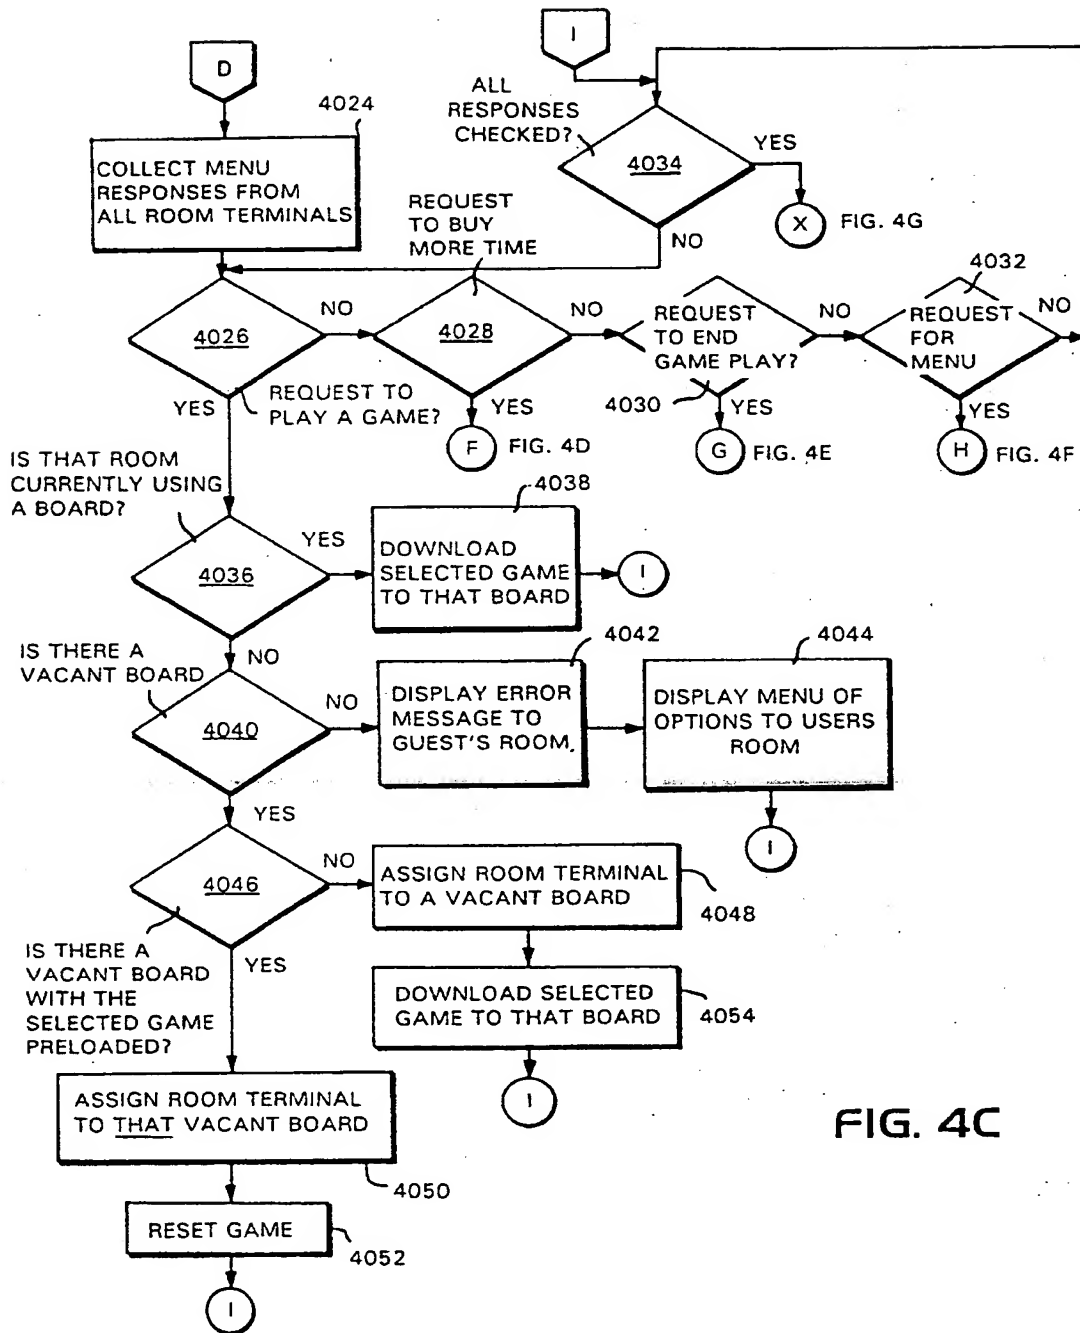 D
4024
COLLECT MENU
RESPONSES FROM
ALL ROOM TERMINALS
I
ALL
RESPONSES
CHECKED?
4034
YES
X
FIG. 4G
NO
4026
NO
REQUEST TO
PLAY A GAME?
YES
REQUEST
TO BUY
MORE TIME
4028
NO
YES
F
FIG. 4D
REQUEST
TO END
GAME PLAY?
4030
NO
YES
G
FIG. 4E
4032
REQUEST
FOR
MENU
NO
YES
H
FIG. 4F
IS THAT ROOM
CURRENTLY USING
A BOARD?
4036
YES
4038
DOWNLOAD
SELECTED GAME
TO THAT BOARD
I
NO
IS THERE A
VACANT BOARD
4040
NO
4042
DISPLAY ERROR
MESSAGE TO
GUEST'S ROOM.
4044
DISPLAY MENU OF
OPTIONS TO USERS
ROOM
I
YES
4046
NO
ASSIGN ROOM TERMINAL
TO A VACANT BOARD
4048
IS THERE A
VACANT BOARD
WITH THE
SELECTED GAME
PRELOADED?
YES
DOWNLOAD SELECTED
GAME TO THAT BOARD
4054
I
ASSIGN ROOM TERMINAL
TO THAT VACANT BOARD
4050
RESET GAME
4052
I
FIG. 4C